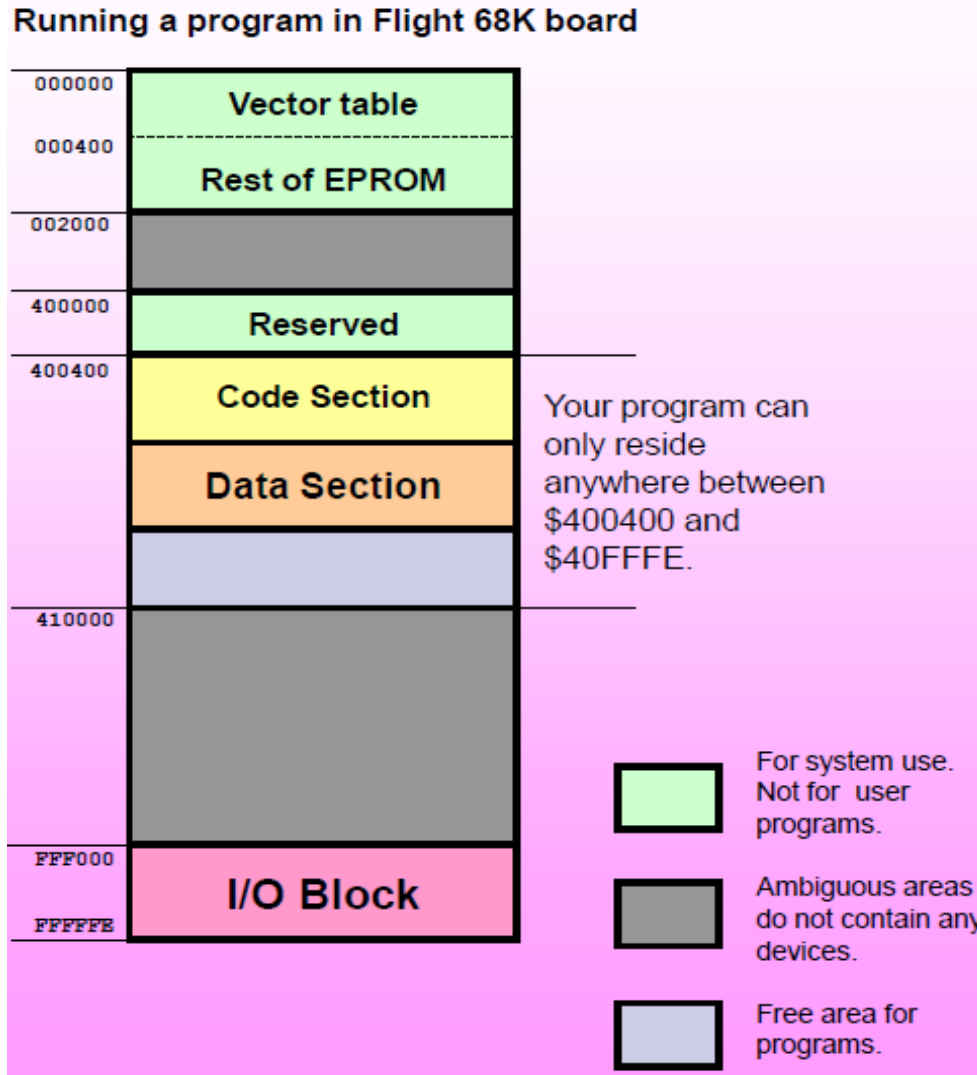 Running a program in Flight 68K board
000000
Vector table
000400
Rest of EPROM
002000
400000
Reserved
400400
Code Section
Data Section
Your program can
only reside
anywhere between
$400400 and
$40FFFE.
410000
For system use.
Not for user
programs.
FFF000
I/O Block
FFFFFE
Ambiguous areas
do not contain any
devices.
Free area for
programs.